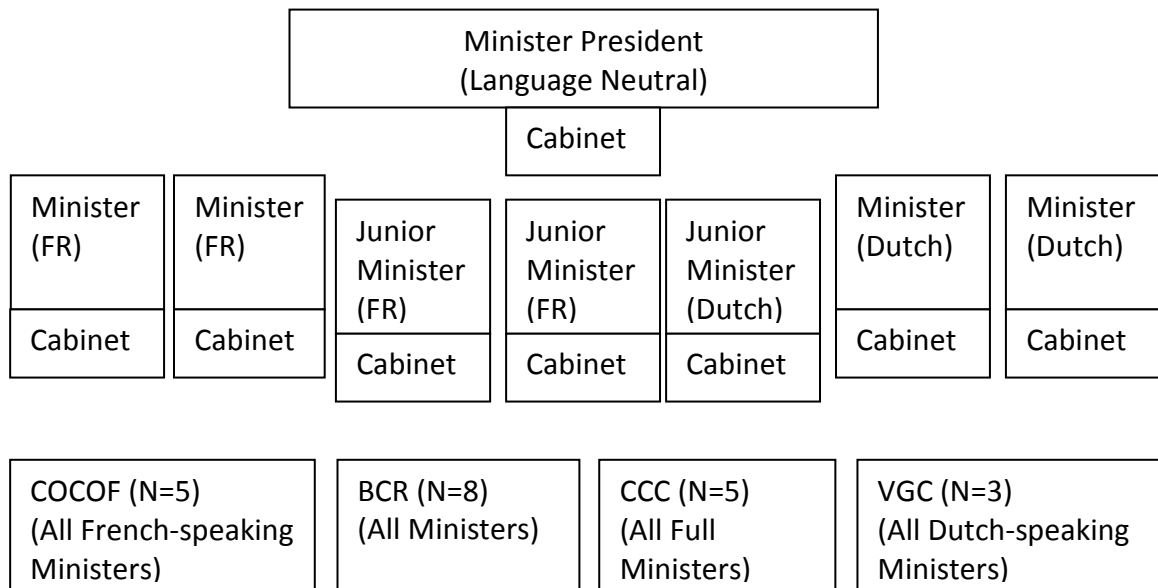 Minister President
(Language Neutral)
Cabinet
Minister
(FR)
Cabinet
Minister
(FR)
Cabinet
Junior
Minister
(FR)
Cabinet
Junior
Minister
(FR)
Cabinet
Junior
Minister
(Dutch)
Cabinet
Minister
(Dutch)
Cabinet
Minister
(Dutch)
Cabinet
COCOF (N=5)
(All French-speaking
Ministers)
BCR (N=8)
(All Ministers)
CCC (N=5)
(All Full
Ministers)
VGC (N=3)
(All Dutch-speaking
Ministers)